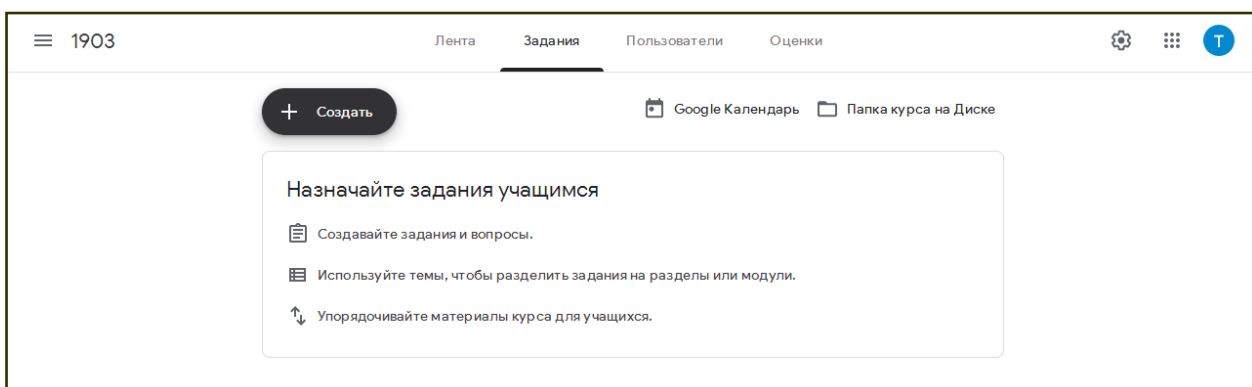 1903
Лента Задания Пользователи Оценки
T
Создать
Google Календарь Папка курса на Диске
Назначайте задания учащимся
Создавайте задания и вопросы.
Используйте темы, чтобы разделить задания на разделы или модули.
Упорядочивайте материалы курса для учащихся.